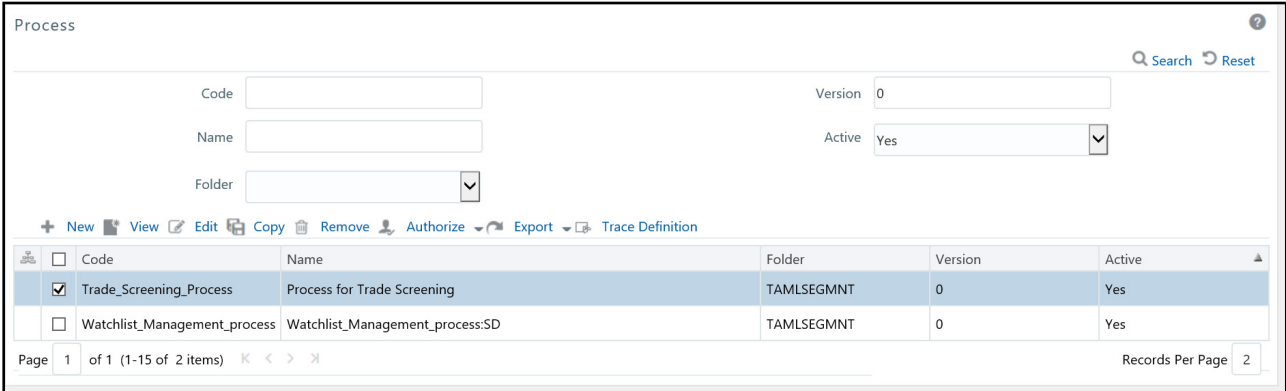 Process
Search Reset
Code Version 0
Name Active Yes
Folder
New View Edit Copy Remove Authorize Export Trace Definition
Code Name Folder Version Active
Trade_Screening_Process Process for Trade Screening TAMLSEGMNT 0 Yes
Watchlist_Management_process Watchlist_Management_process:SD TAMLSEGMNT 0 Yes
Page 1 of 1 (1-15 of 2 items) Records Per Page 2